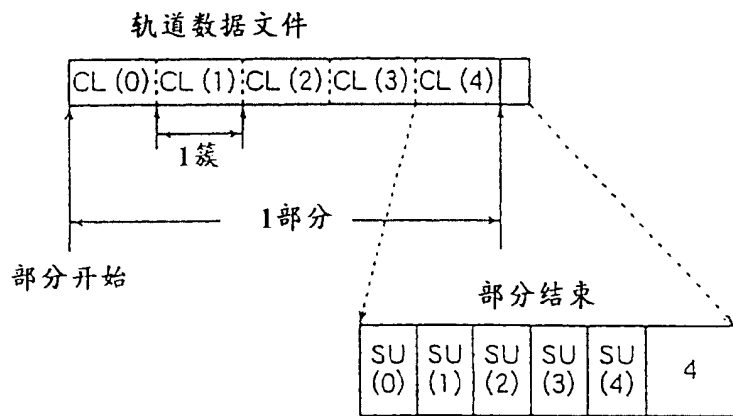 轨道数据文件
CL (0) CL (1) CL (2) CL (3) CL (4)
1簇
1部分
部分开始
部分结束
SU (0) SU (1) SU (2) SU (3) SU (4) 4